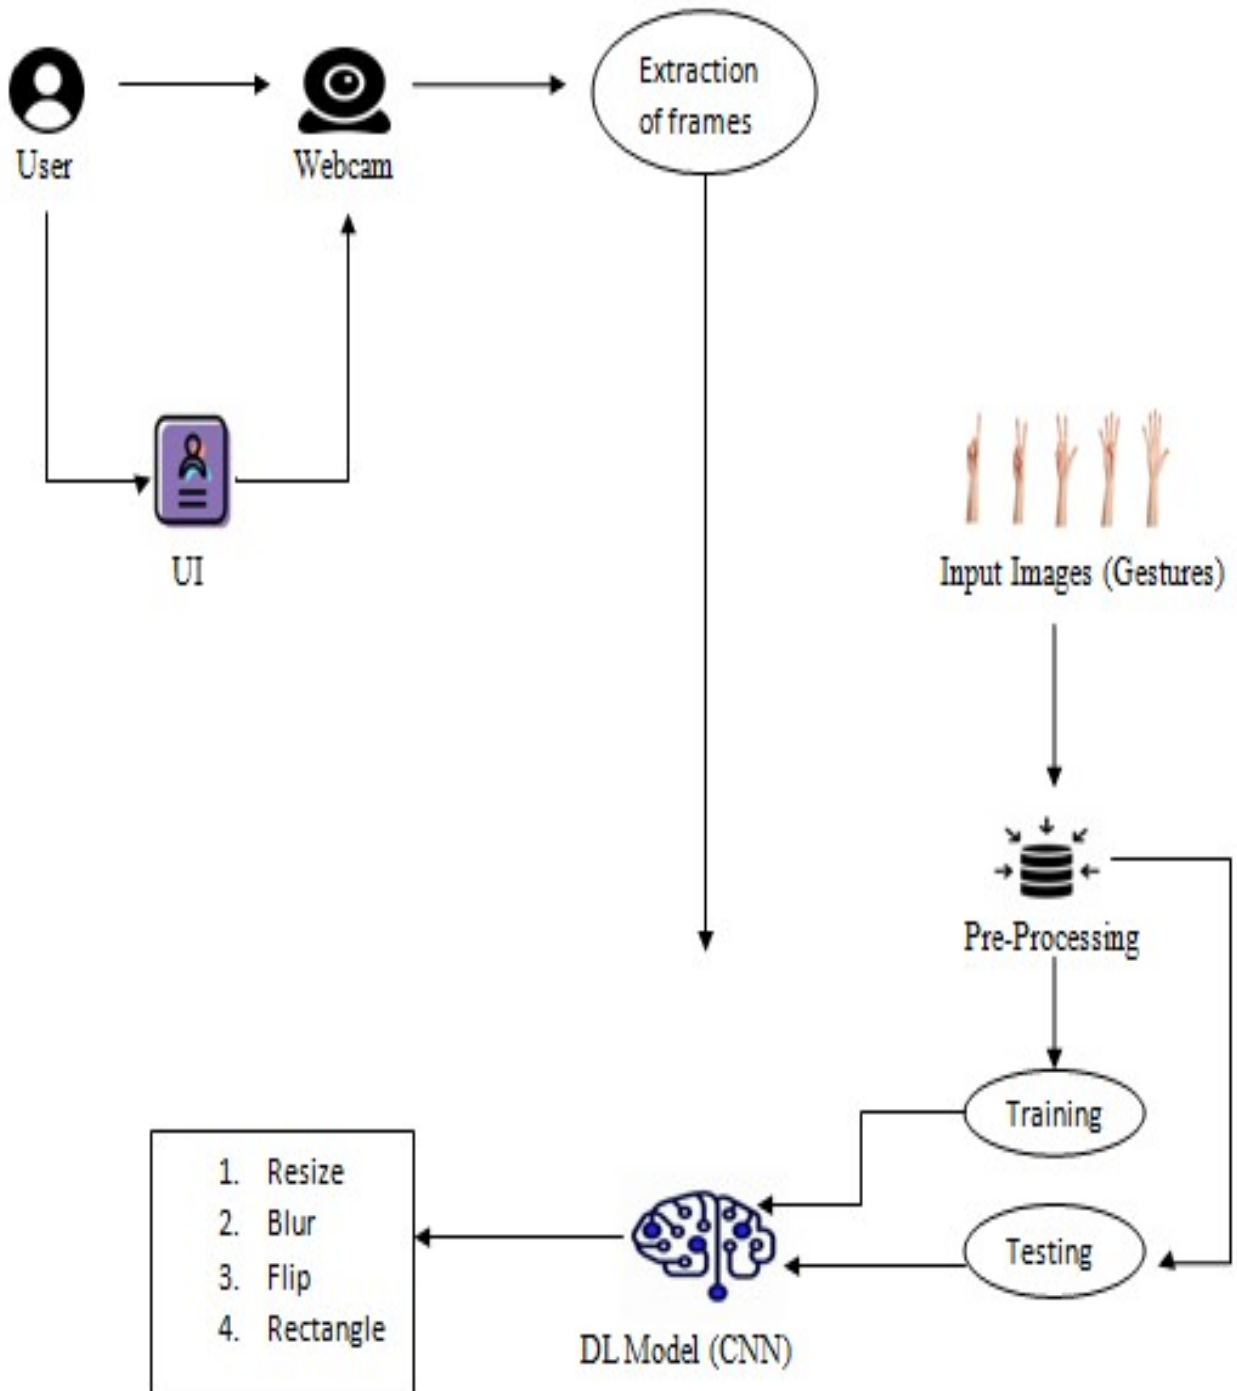 Extraction
of frames
User
Webcam
UI
Input Images (Gestures)
Pre-Processing
Training
Testing
1. Resize
2. Blur
3. Flip
4. Rectangle
DL Model (CNN)